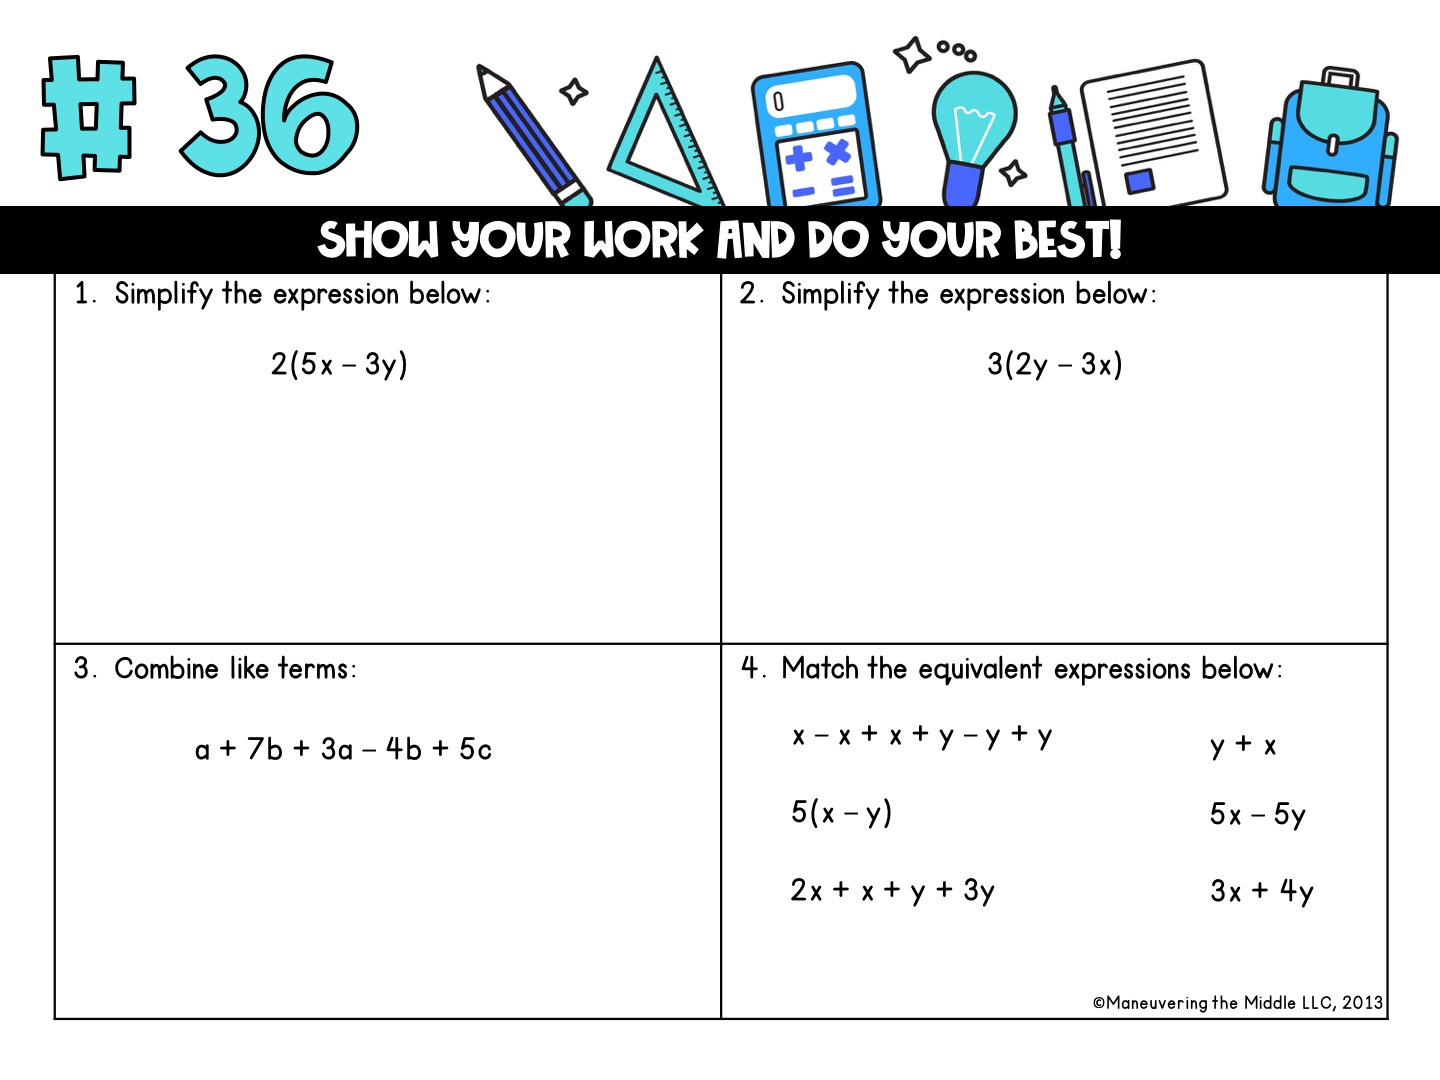 # 36
0
SHOW YOUR WORK AND DO YOUR BEST!
1. Simplify the expression below:
2(5x – 3y)
2. Simplify the expression below:
3(2y – 3x)
3. Combine like terms:
a + 7b + 3a – 4b + 5c
4. Match the equivalent expressions below:
x – x + x + y – y + y
y + x
5(x – y)
5x – 5y
2x + x + y + 3y
3x + 4y
©Maneuvering the Middle LLC, 2013